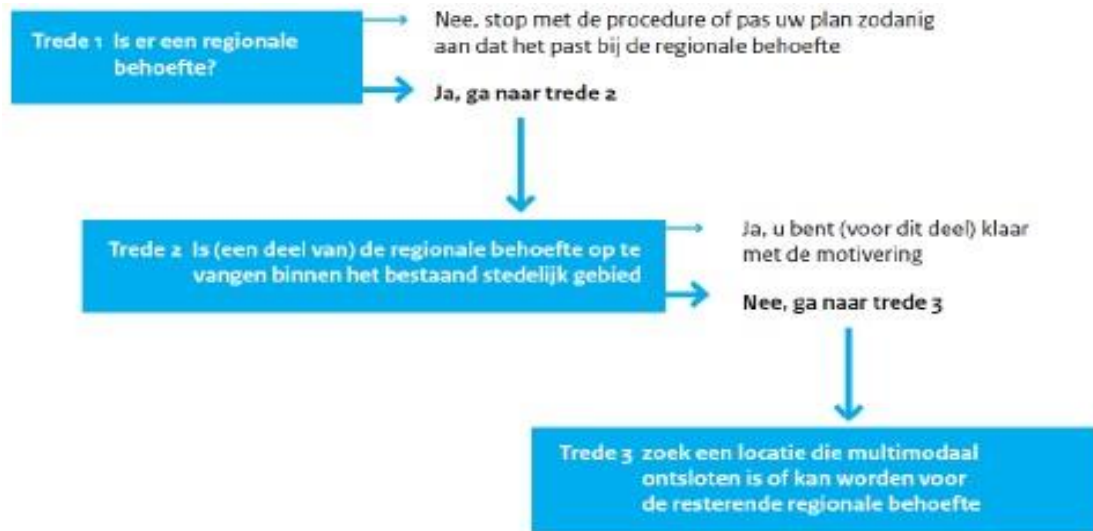 Trede 1 Is er een regionale
behoefte?
Nee, stop met de procedure of pas uw plan zodanig
aan dat het past bij de regionale behoefte
Ja, ga naar trede 2
Trede 2 Is (een deel van) de regionale behoefte op te
vangen binnen het bestaand stedelijk gebied
Ja, u bent (voor dit deel) klaar
met de motivering
Nee, ga naar trede 3
Trede 3 zoek een locatie die multimodaal
ontsloten is of kan worden voor
de resterende regionale behoefte